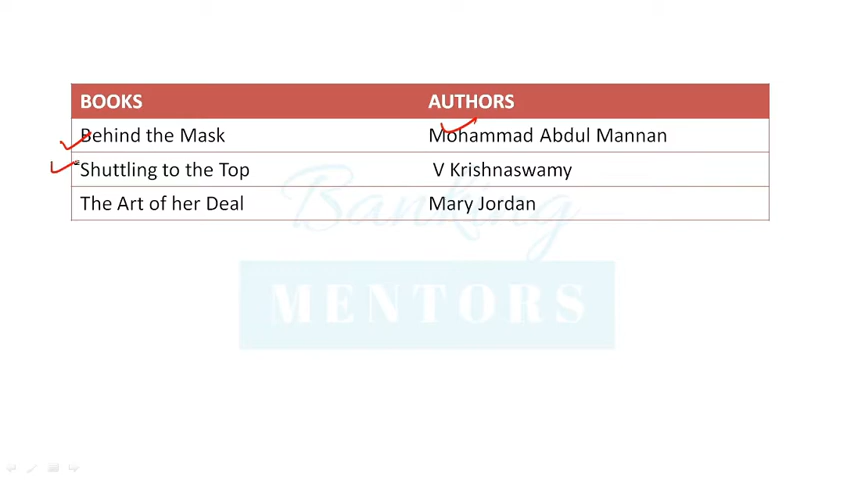 BOOKS AUTHORS
Behind the Mask Mohammad Abdul Mannan
Shuttling to the Top V Krishnaswamy
The Art of her Deal Mary Jordan
Banking
MENTORS